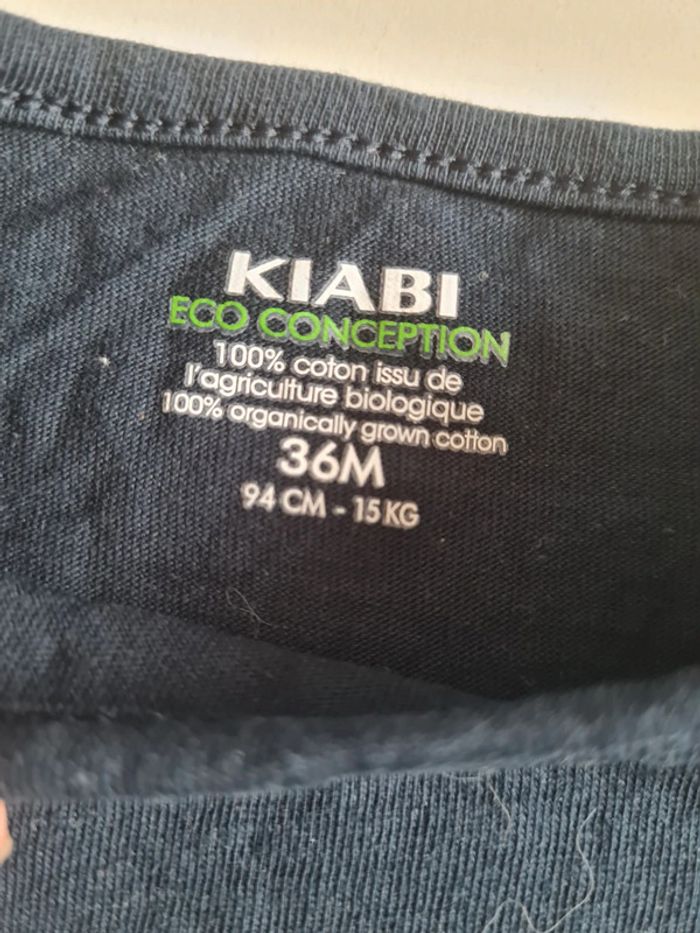 KIABI
ECO CONCEPTION
100% coton issu de
l'agriculture biologique
100% organically grown cotton
36M
94 CM - 15 KG